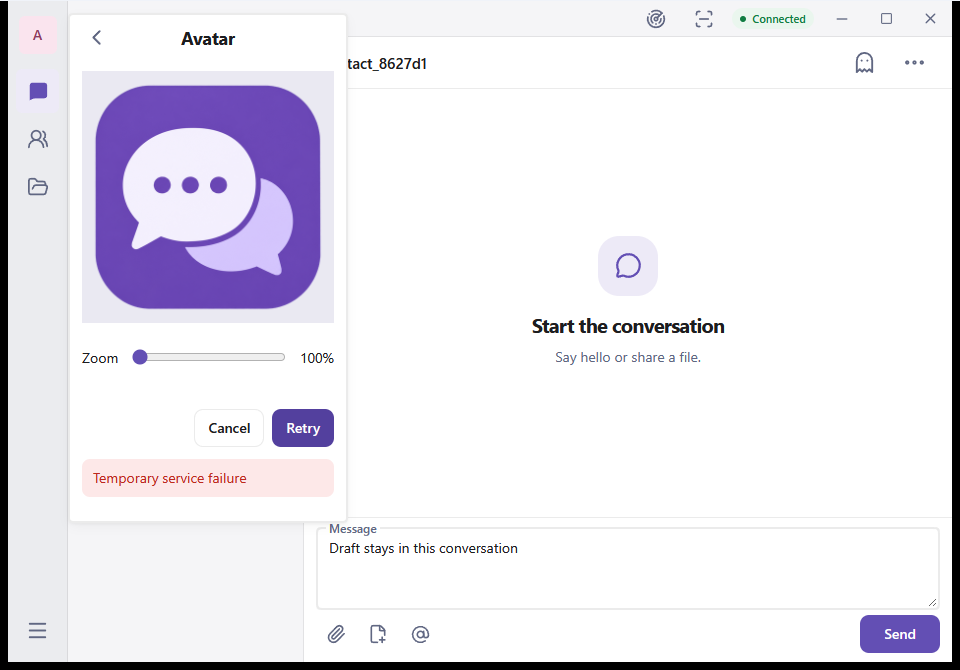 A
Avatar
Connected
tact_8627d1
Zoom
100%
Cancel
Retry
Temporary service failure
Start the conversation
Say hello or share a file.
Message
Draft stays in this conversation
Send